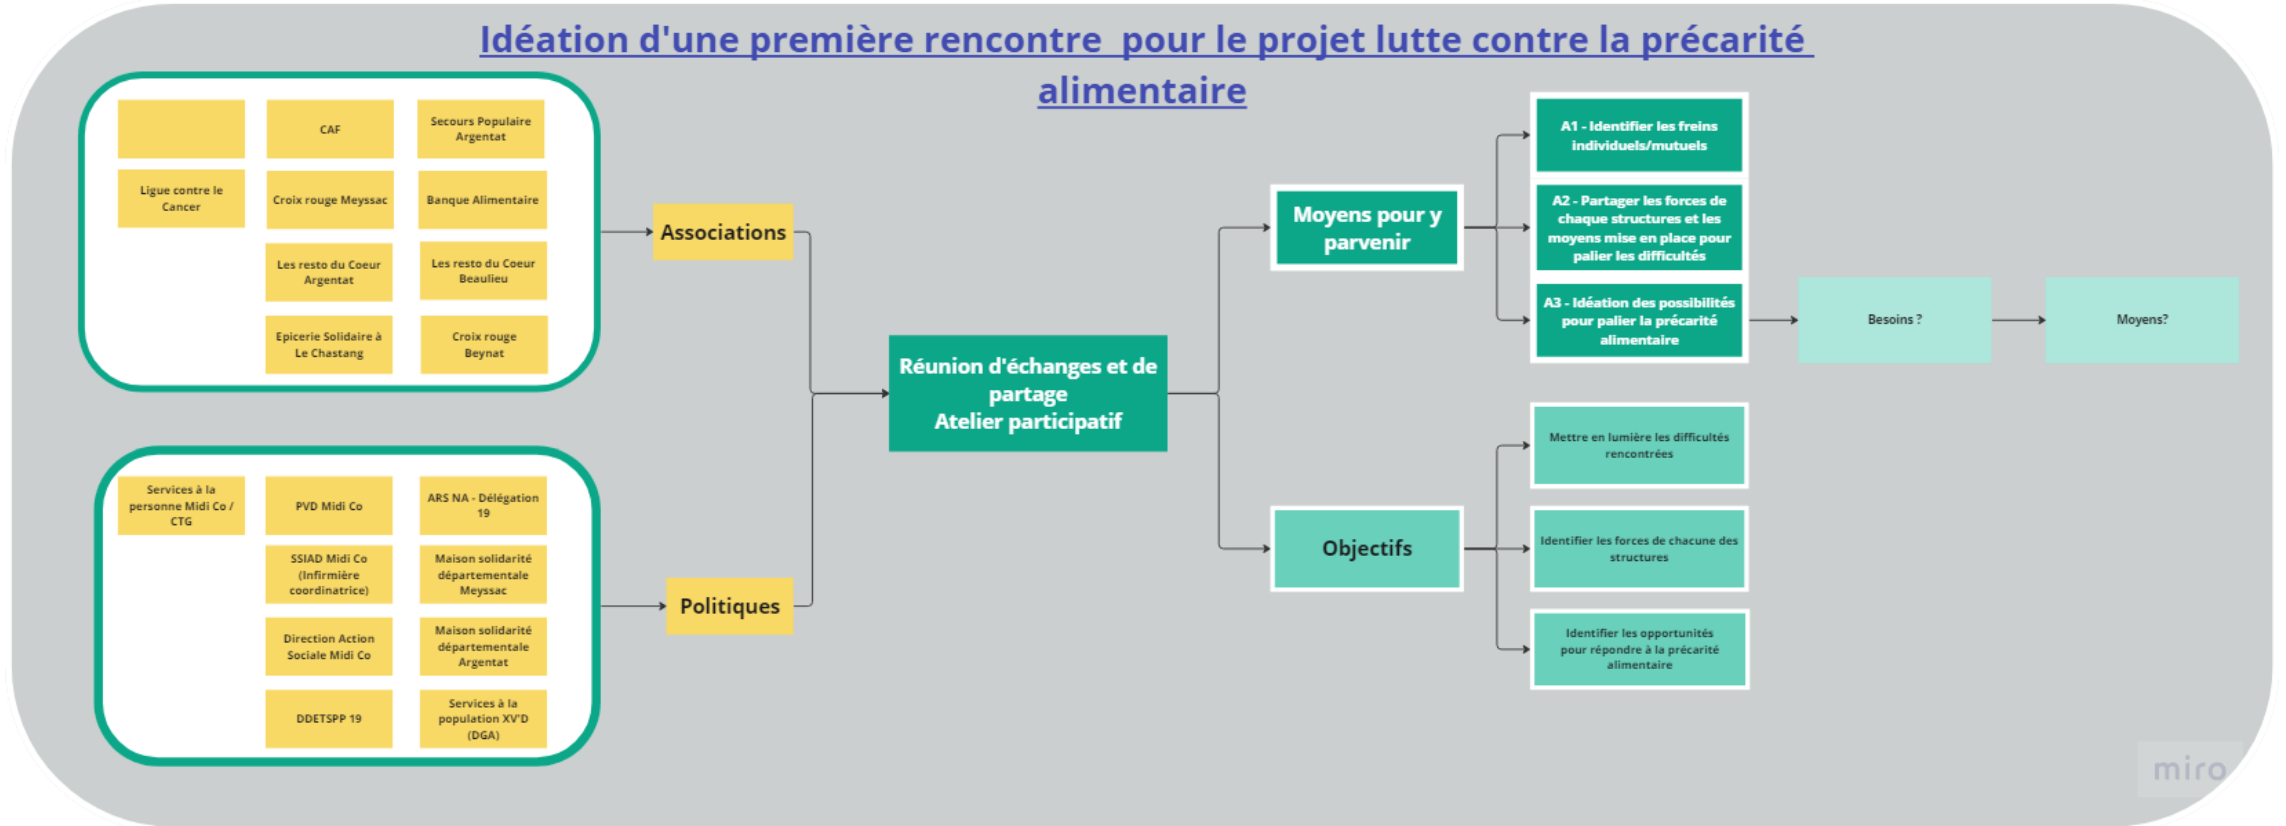 Idéation d'une première rencontre pour le projet lutte contre la précarité
alimentaire
CAF
Secours Populaire
Argentat
Ligue contre le
Cancer
Croix rouge Meyssac
Banque Alimentaire
Les resto du Coeur
Argentat
Les resto du Coeur
Beaulieu
Epicerie Solidaire à
Le Chastang
Croix rouge
Beynat
Associations
Services à la
personne Midi Co /
CTG
PVD Midi Co
ARS NA - Délégation
19
SSIAD Midi Co
(Infirmière
coordinatrice)
Maison solidarité
départementale
Meyssac
Direction Action
Sociale Midi Co
Maison solidarité
départementale
Argentat
DDETSPP 19
Services à la
population XV'D
(DGA)
Politiques
Réunion d'échanges et de
partage
Atelier participatif
Moyens pour y
parvenir
A1 - Identifier les freins
individuels/mutuels
A2 - Partager les forces de
chaque structures et les
moyens mise en place pour
palier les difficultés
A3 - Idéation des possibilités
pour palier la précarité
alimentaire
Besoins ?
Moyens?
Objectifs
Mettre en lumière les difficultés
rencontrées
Identifier les forces de chacune des
structures
Identifier les opportunités
pour répondre à la précarité
alimentaire
miro